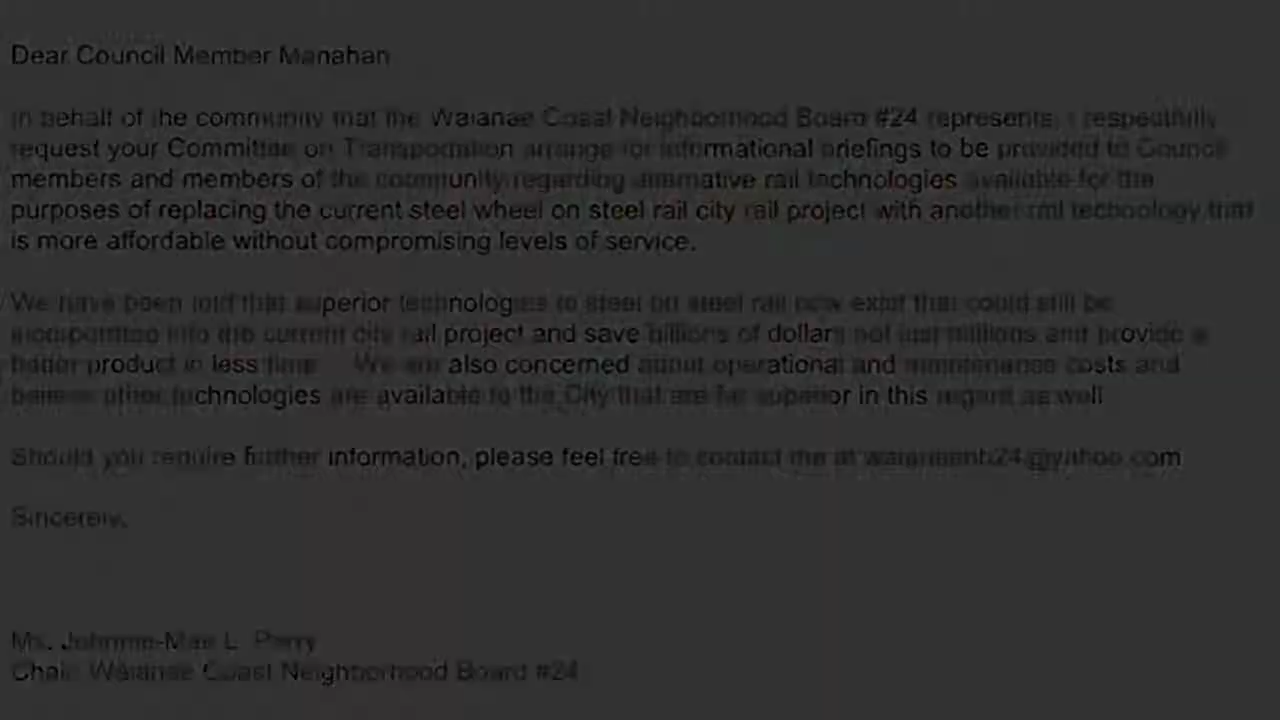 Dear Council Member Manahan
In behalf of the community that the Waianae Coast Neighborhood Board #24 represents, I respectfully
request your Committee on Transportation arrange for informational briefings to be provided to Council
members and members of the community regarding alternative rail technologies available for the
purposes of replacing the current steel wheel on steel rail city rail project with another rail technology that
is more affordable without compromising levels of service.
We have been told that superior technologies to steel on steel rail now exist that could still be
incorporated into the current city rail project and save billions of dollars not just millions and provide a
better product in less time. We are also concerned about operational and maintenance costs and
believe other technologies are available to the City that are far superior in this regard as well
Should you require further information, please feel free to contact me at waianaenb24@yahoo.com
Sincerely,
Ms. Johnnie-Mae L. Perry
Chair, Waianae Coast Neighborhood Board #24